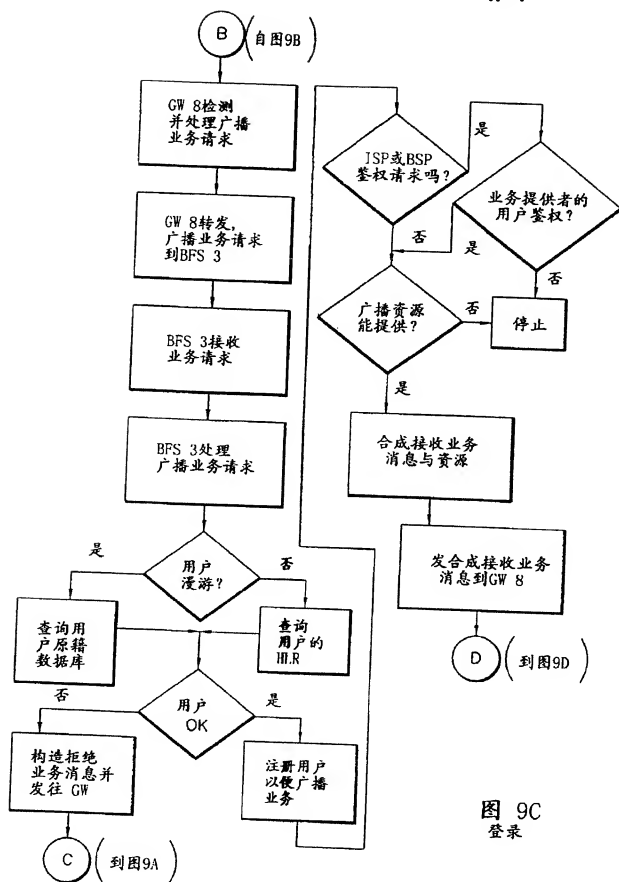 B
(自图9B)
GW 8检测
并处理广播
业务请求
GW 8转发,
广播业务请求
到BFS 3
BFS 3接收
业务请求
BFS 3处理
广播业务请求
用户
漫游?
是
否
查询用
户原籍
数据库
查询
用户的
HLR
用户
OK
否
是
构造拒绝
业务消息并
发往 GW
注册用户
以便广播
业务
C
(到图9A)
ISP或BSP
鉴权请求吗?
是
否
业务提供者的
用户鉴权?
是
否
广播资源
能提供?
否
停止
是
合成接收业务
消息与资源
发合成接收业务
消息到GW 8
D
(到图9D)
图 9C
登录